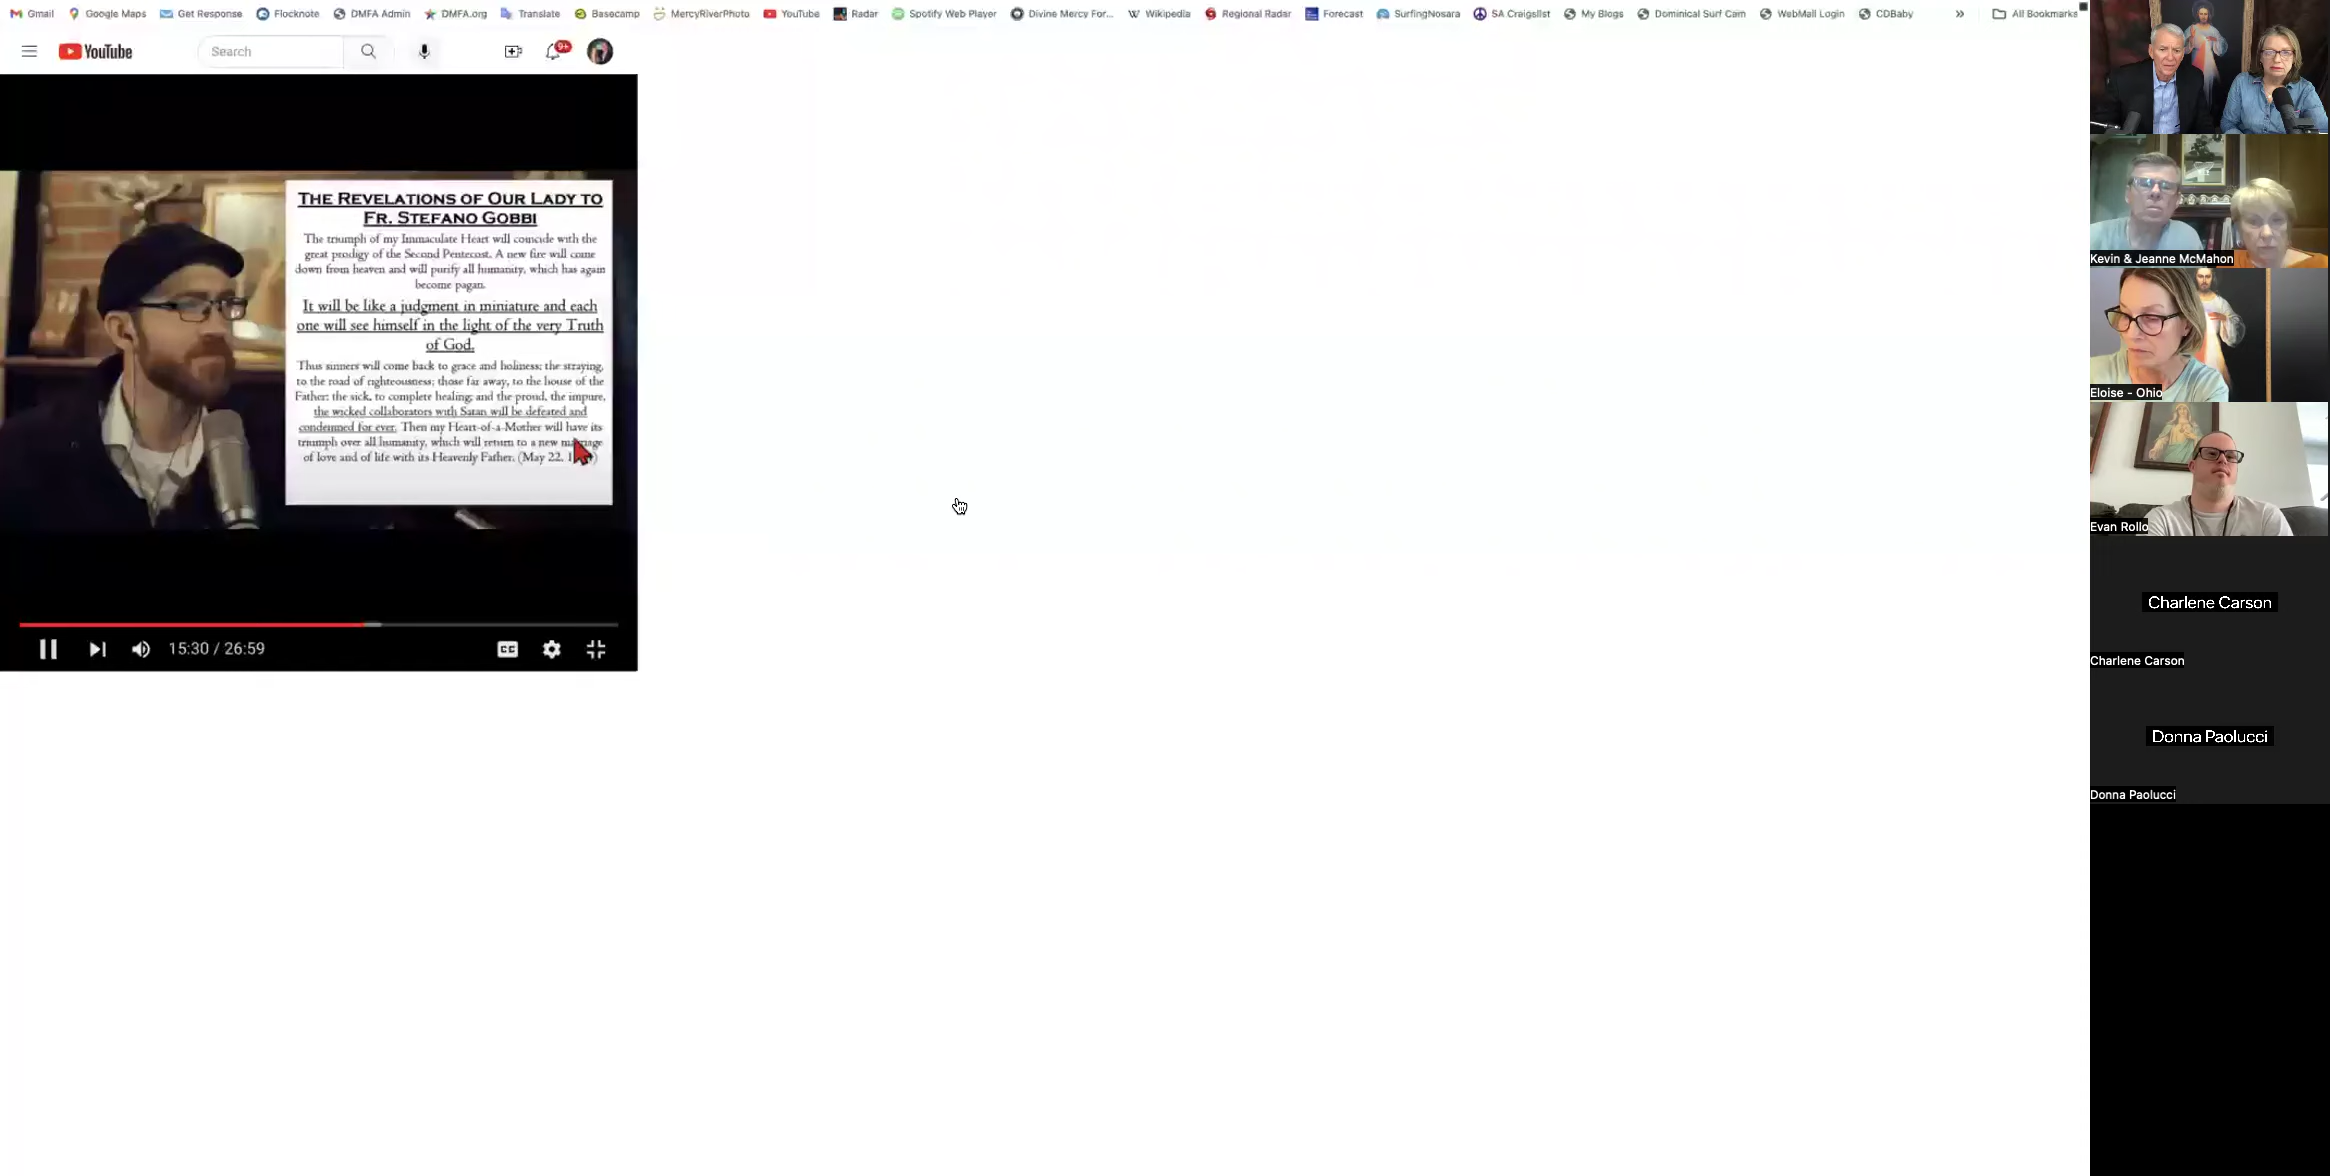 Gmail Google Maps Get Response Flocknote DMFA Admin DMFA.org Translate Basecamp MercyRiverPhoto YouTube Radar Spotify Web Player Divine Mercy For... Wikipedia Regional Radar Forecast SurfingNosara SA Craigslist My Blogs Dominical Surf Cam WebMail Login CDBaby » All Bookmarks
YouTube Search 9+
THE REVELATIONS OF OUR LADY TO
FR. STEFANO GOBBI
The triumph of my Immaculate Heart will coincide with the
great prodigy of the Second Pentecost. A new fire will come
down from heaven and will purify all humanity, which has again
become pagan.
It will be like a judgment in miniature and each
one will see himself in the light of the very Truth
of God.
Thus sinners will come back to grace and holiness; the straying,
to the road of righteousness; those far away, to the house of the
Father; the sick, to complete healing; and the proud, the impure,
the wicked collaborators with Satan will be defeated and
condemned for ever. Then my Heart-of-a-Mother will have its
triumph over all humanity, which will return to a new marriage
of love and of life with its Heavenly Father. (May 22,
15:30 / 26:59
CC
Kevin & Jeanne McMahon
Eloise - Ohio
Evan Rollo
Charlene Carson
Charlene Carson
Donna Paolucci
Donna Paolucci